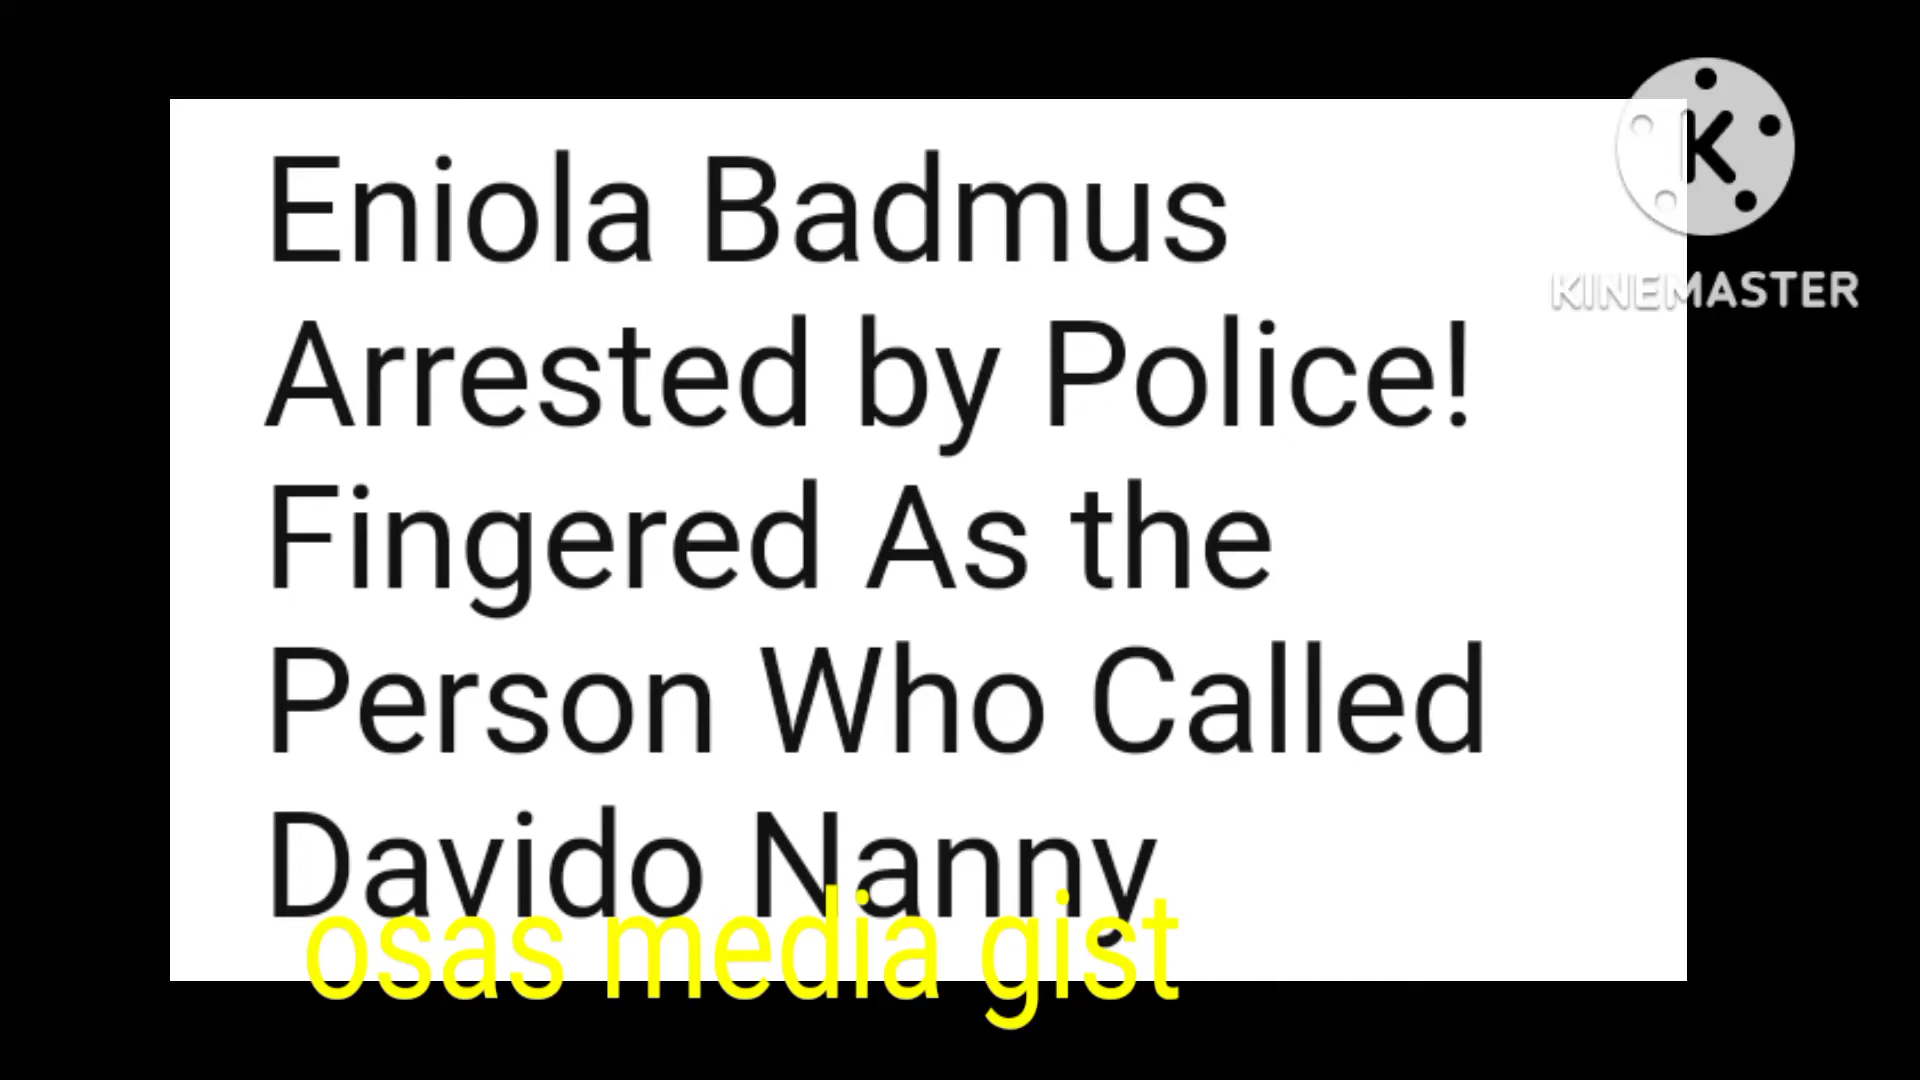 Eniola Badmus
Arrested by Police!
Fingered As the
Person Who Called
Davido Nanny
osas media gist
K
KINEMASTER